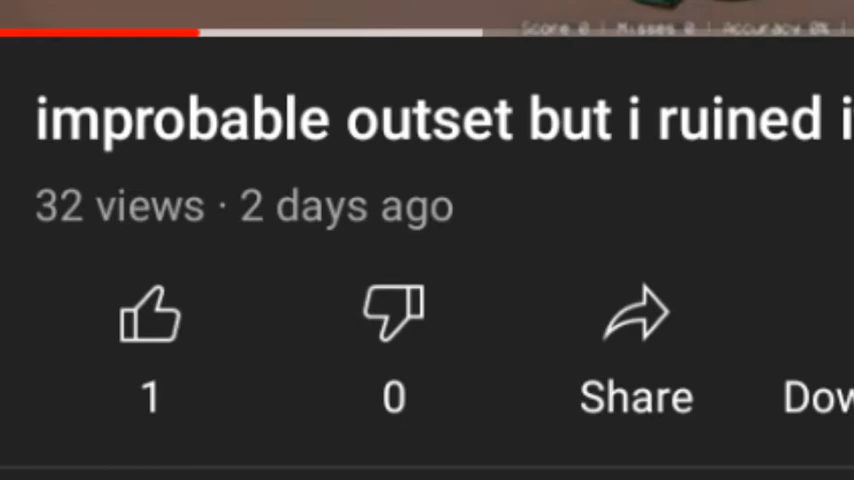 Score 0 | Misses 0 | Accuracy 0% |
improbable outset but i ruined i
32 views · 2 days ago
1
0
Share
Dow